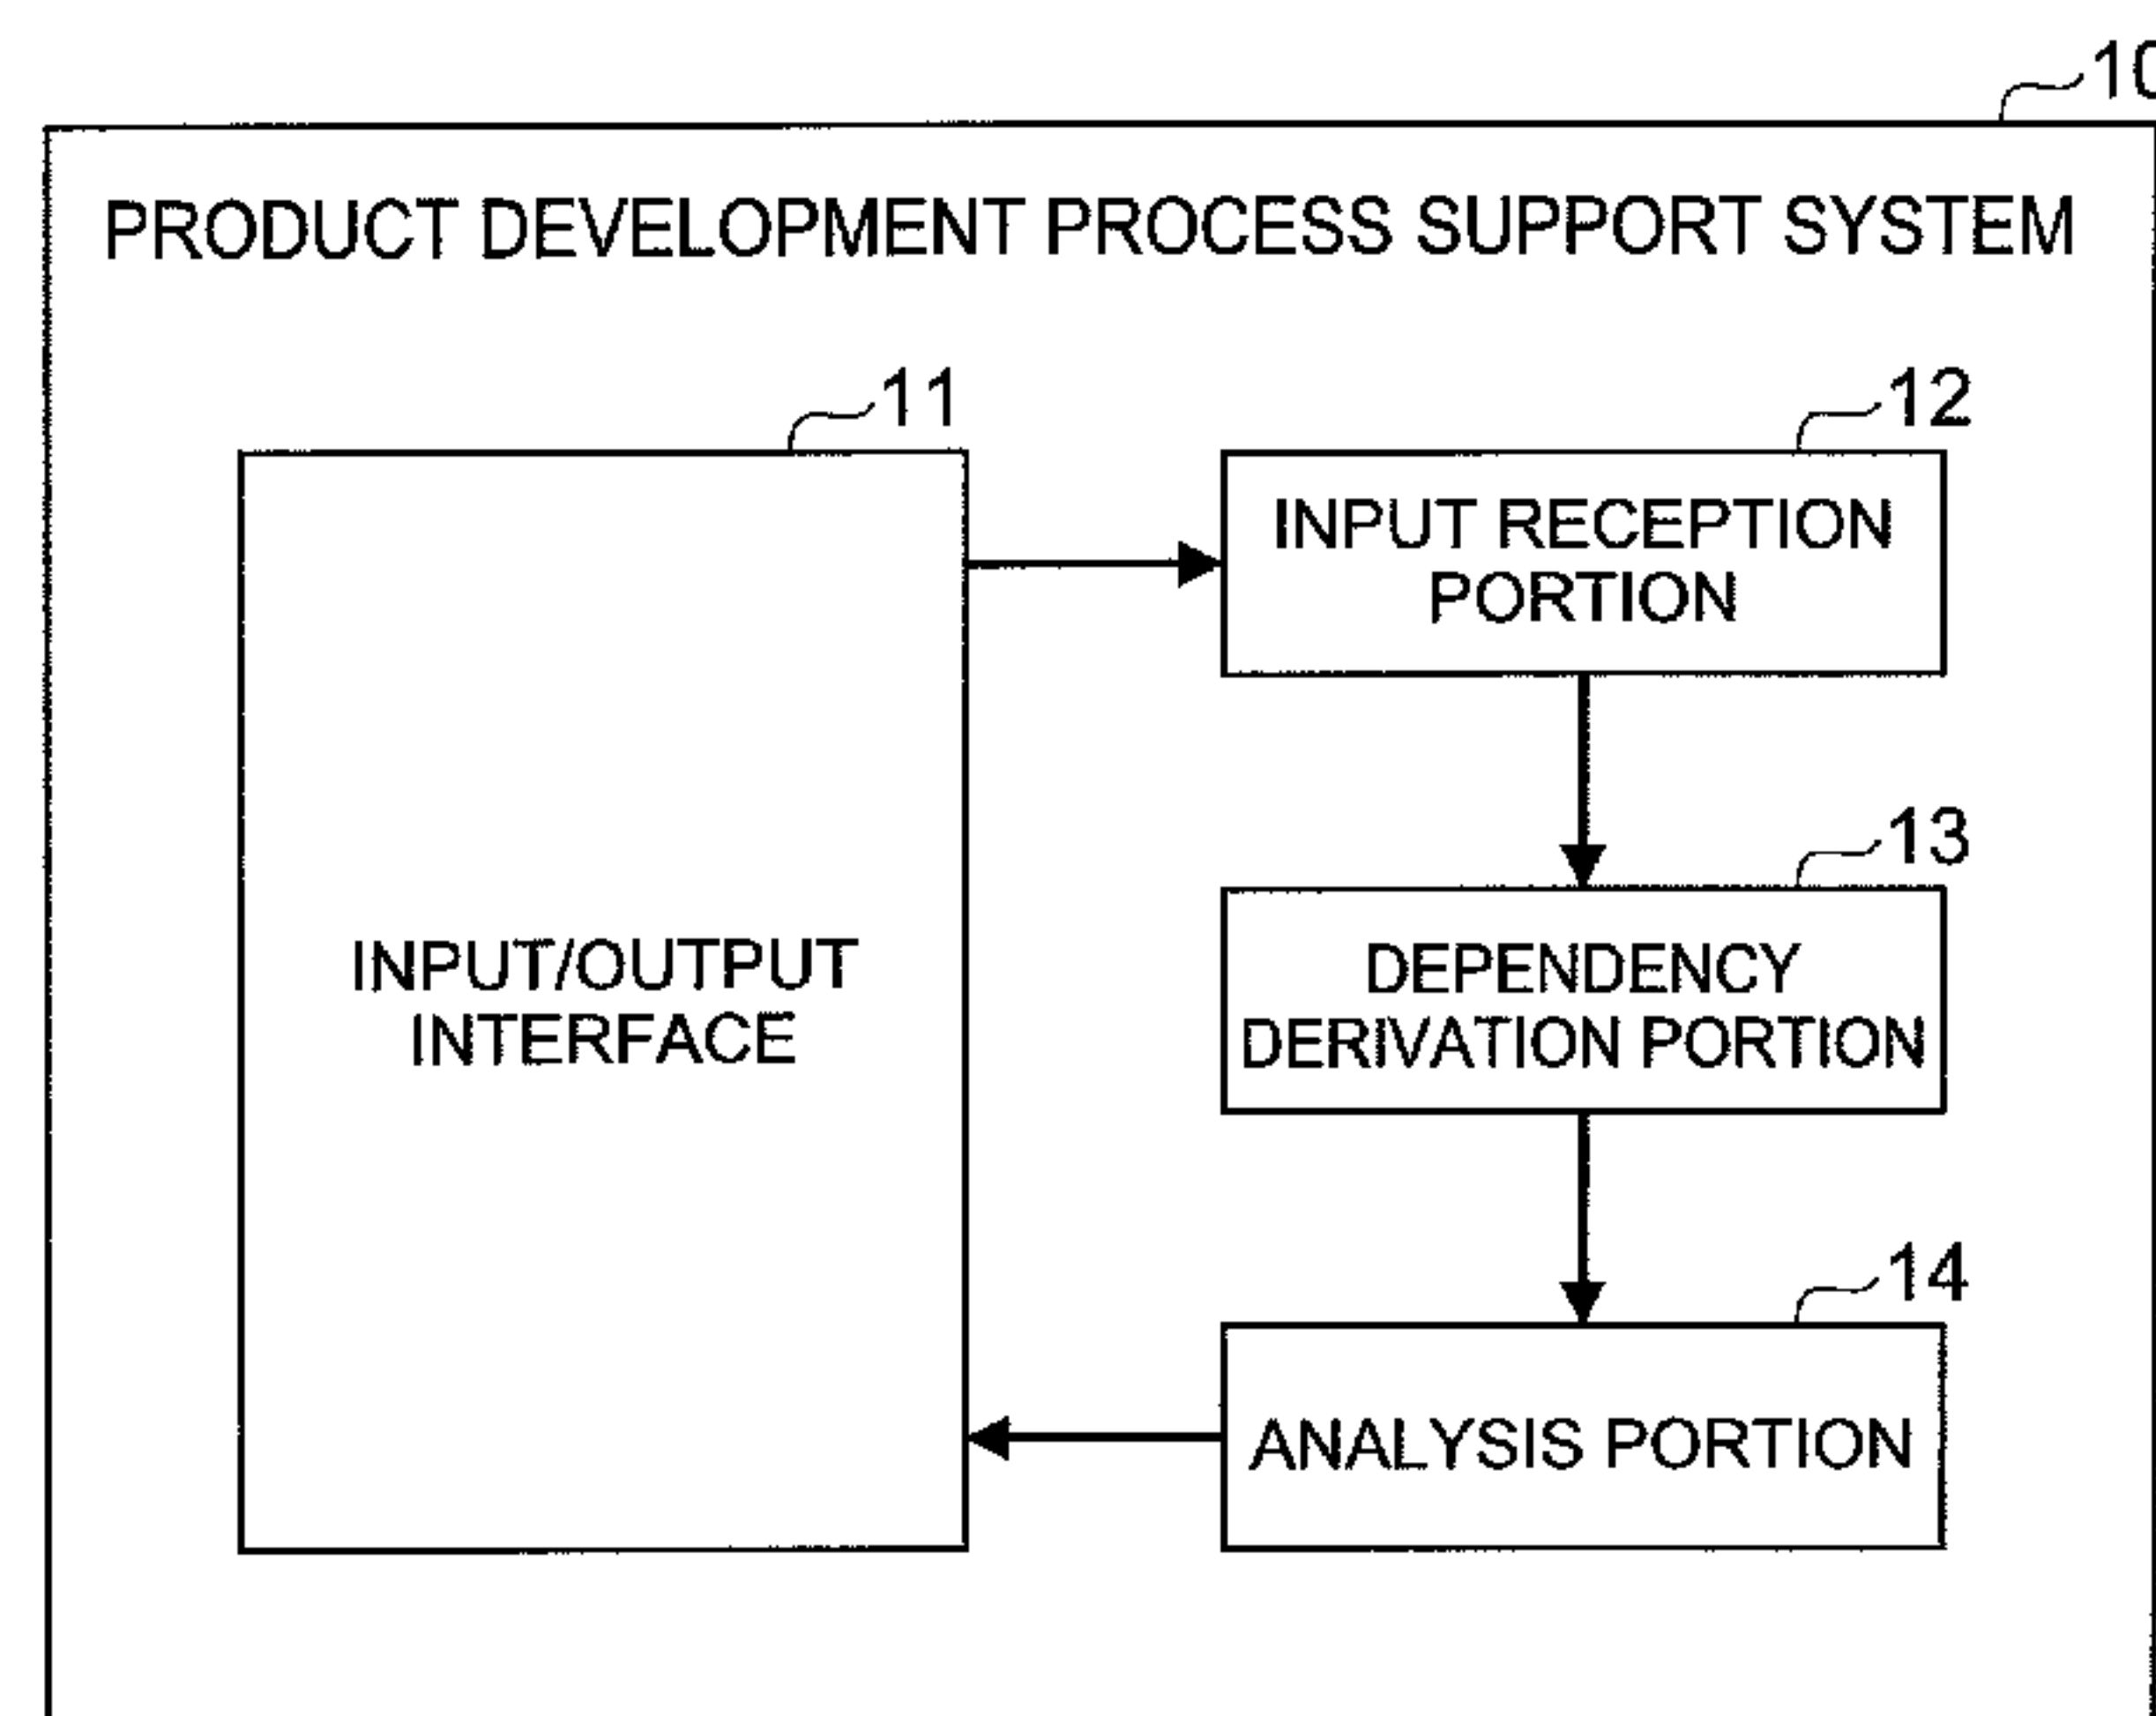 10
PRODUCT DEVELOPMENT PROCESS SUPPORT SYSTEM
11
12
INPUT RECEPTION
PORTION
13
INPUT/OUTPUT
INTERFACE
DEPENDENCY
DERIVATION PORTION
14
ANALYSIS PORTION